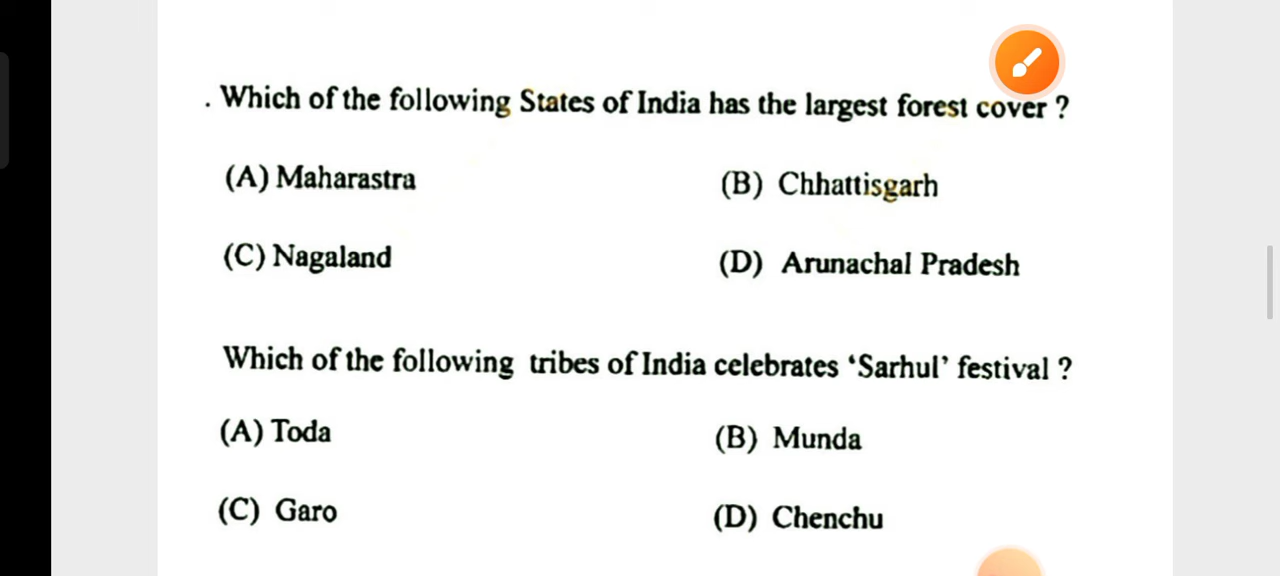 . Which of the following States of India has the largest forest cover ?
(A) Maharastra (B) Chhattisgarh
(C) Nagaland (D) Arunachal Pradesh
Which of the following tribes of India celebrates ‘Sarhul’ festival ?
(A) Toda (B) Munda
(C) Garo (D) Chenchu